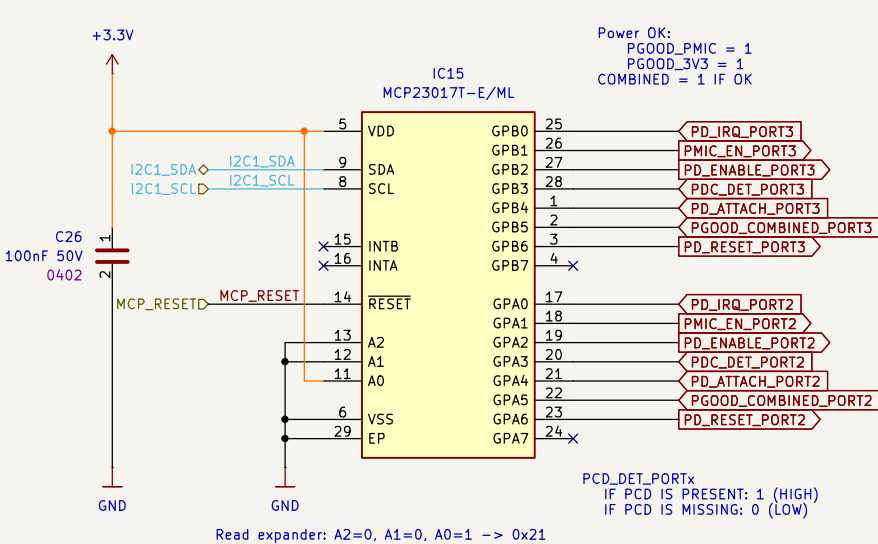 +3.3V
Power OK:
PGOOD_PMIC = 1
PGOOD_3V3 = 1
COMBINED = 1 IF OK
IC15
MCP23017T-E/ML
5 VDD GPB0 25 PD_IRQ_PORT3
GPB1 26 PMIC_EN_PORT3
I2C1_SDA I2C1_SDA 9 SDA GPB2 27 PD_ENABLE_PORT3
I2C1_SCL I2C1_SCL 8 SCL GPB3 28 PDC_DET_PORT3
GPB4 1 PD_ATTACH_PORT3
GPB5 2 PGOOD_COMBINED_PORT3
15 INTB GPB6 3 PD_RESET_PORT3
16 INTA GPB7 4
C26
100nF 50V
0402
1
2
MCP_RESET MCP_RESET 14 RESET GPA0 17 PD_IRQ_PORT2
GPA1 18 PMIC_EN_PORT2
13 A2 GPA2 19 PD_ENABLE_PORT2
12 A1 GPA3 20 PDC_DET_PORT2
11 A0 GPA4 21 PD_ATTACH_PORT2
GPA5 22 PGOOD_COMBINED_PORT2
6 VSS GPA6 23 PD_RESET_PORT2
29 EP GPA7 24
GND
GND
PCD_DET_PORTx
IF PCD IS PRESENT: 1 (HIGH)
IF PCD IS MISSING: 0 (LOW)
Read expander: A2=0, A1=0, A0=1 -> 0x21